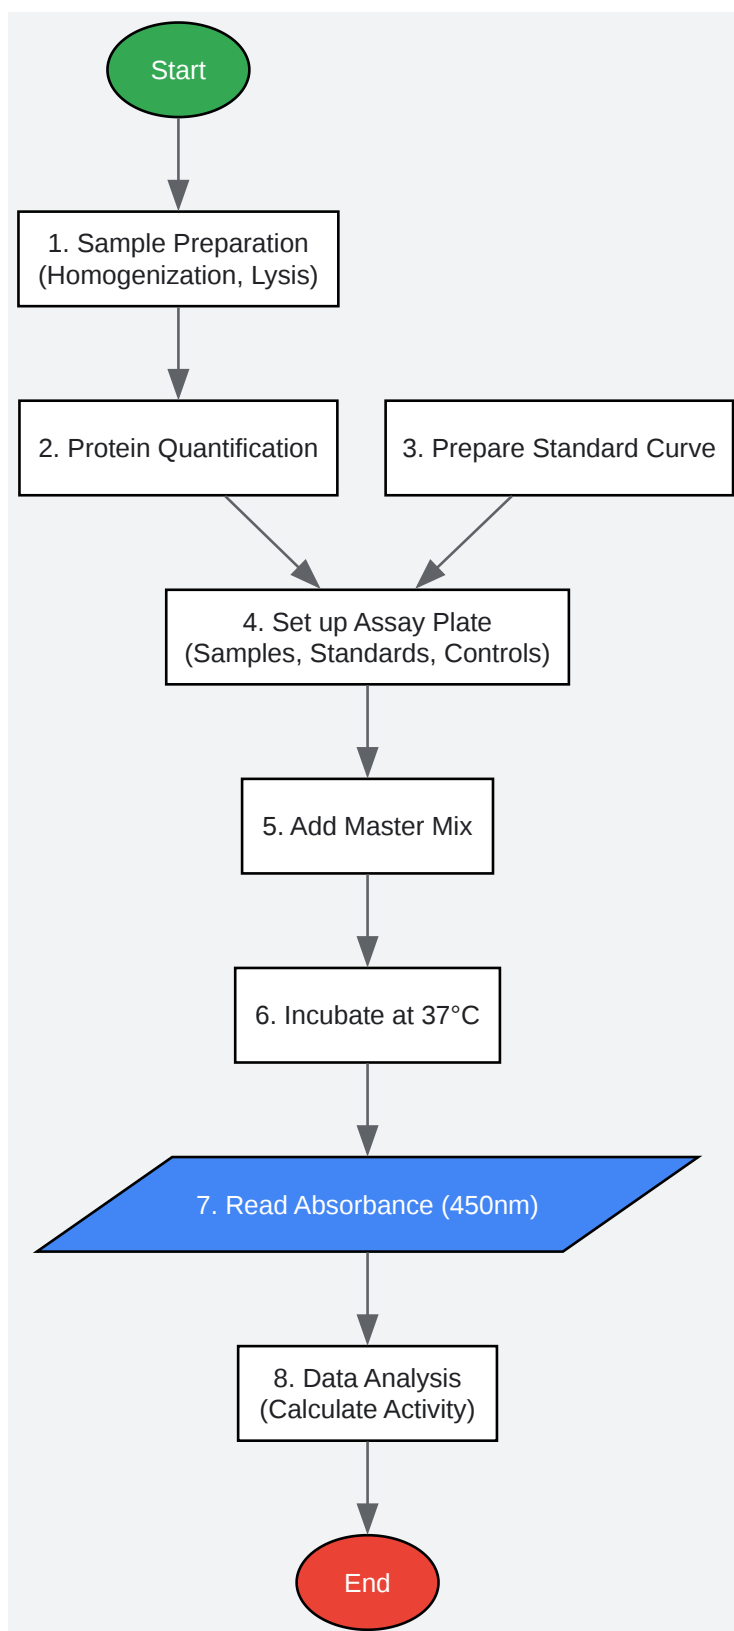 Start
1. Sample Preparation
(Homogenization, Lysis)
2. Protein Quantification
3. Prepare Standard Curve
4. Set up Assay Plate
(Samples, Standards, Controls)
5. Add Master Mix
6. Incubate at 37°C
7. Read Absorbance (450nm)
8. Data Analysis
(Calculate Activity)
End